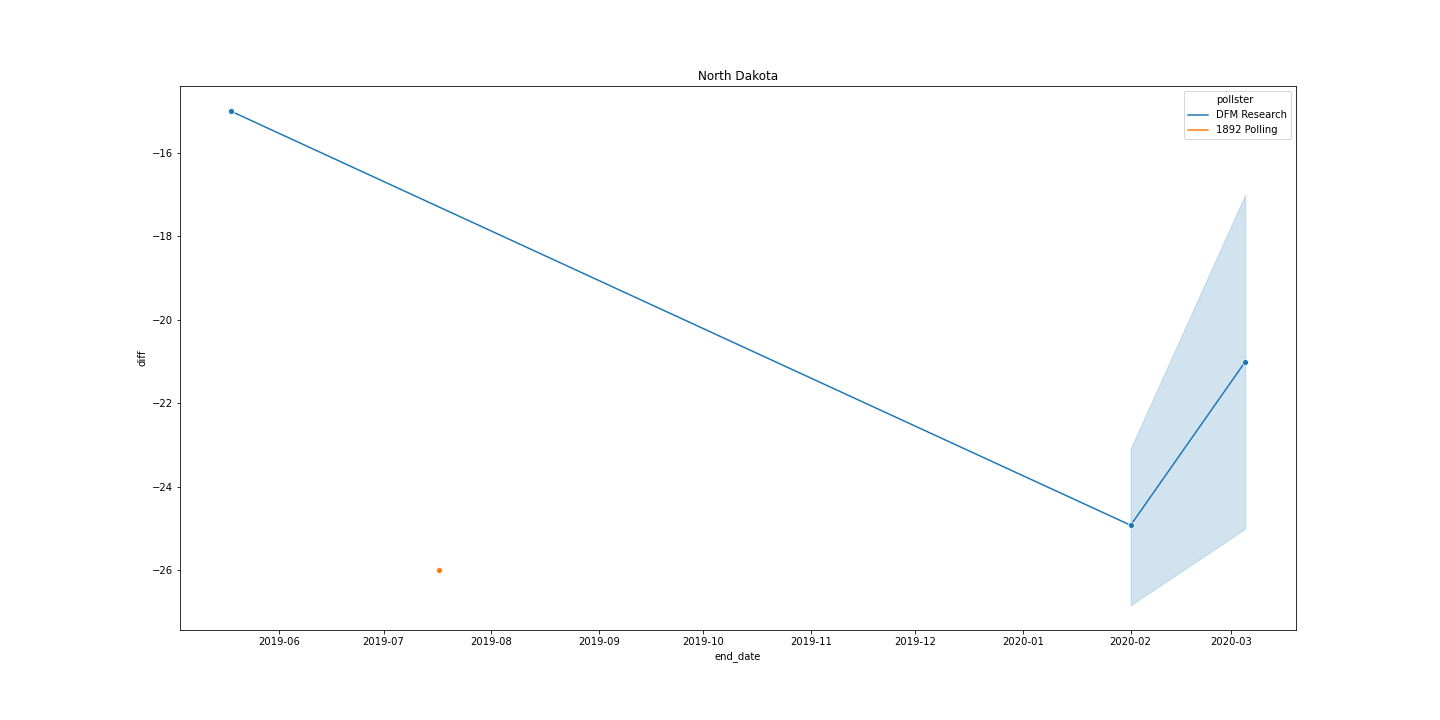 North Dakota
pollster
DFM Research
1892 Polling
−16
−18
−20
−22
−24
−26
diff
2019-06 2019-07 2019-08 2019-09 2019-10 2019-11 2019-12 2020-01 2020-02 2020-03
end_date